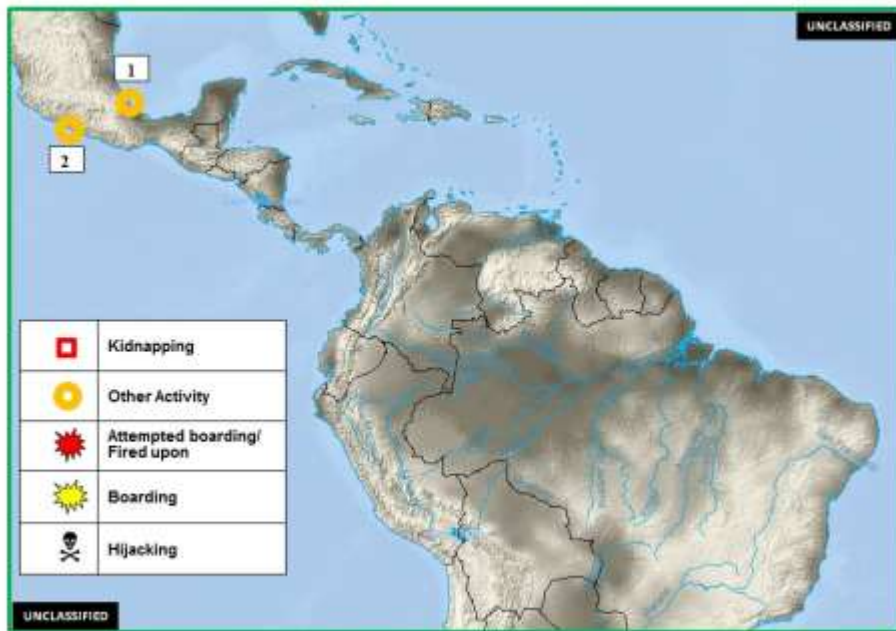 UNCLASSIFIED
1
2
Kidnapping
Other Activity
Attempted boarding/
Fired upon
Boarding
Hijacking
UNCLASSIFIED